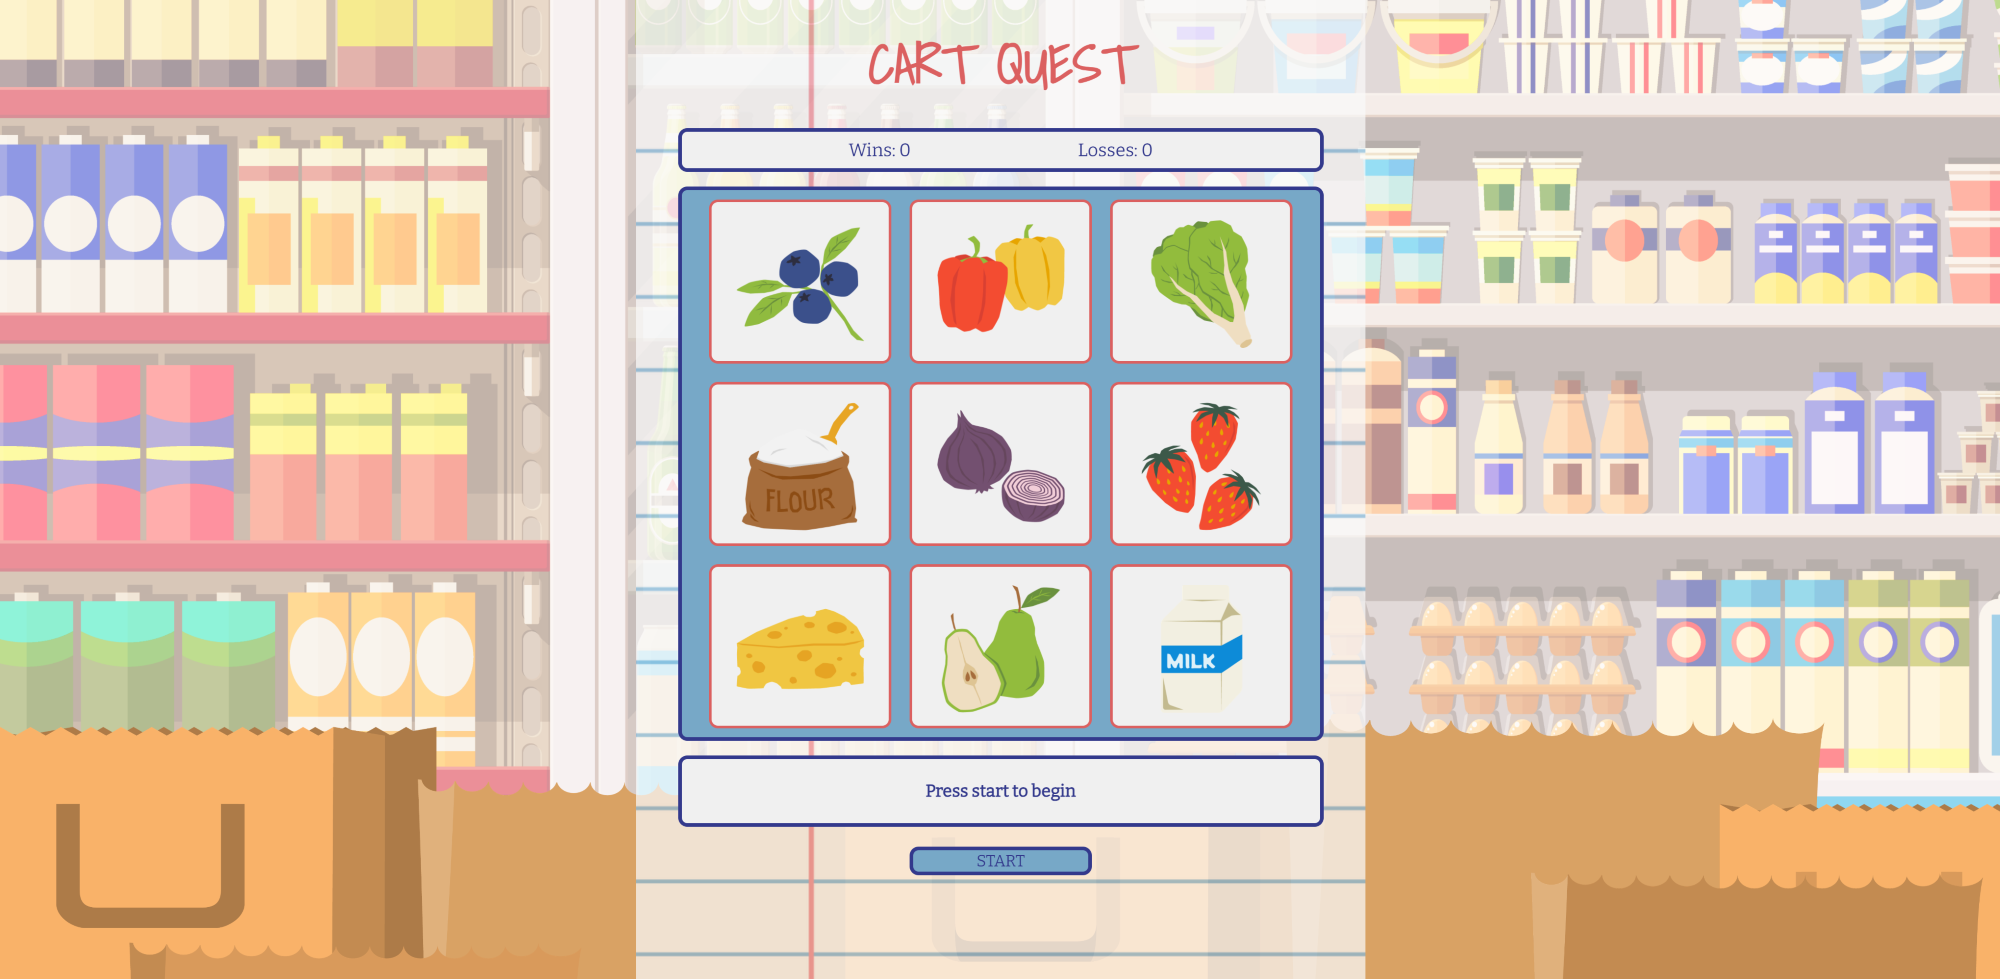 CART QUEST
Wins: 0 Losses: 0
FLOUR
MILK
Press start to begin
START